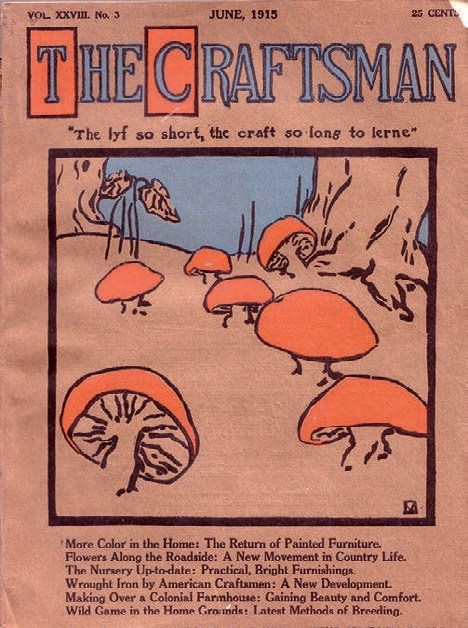 VOL. XXVIII. No. 3 JUNE, 1915 25 CENTS
THE CRAFTSMAN
"The lyf so short, the craft so long to lerne"
More Color in the Home: The Return of Painted Furniture.
Flowers Along the Roadside: A New Movement in Country Life.
The Nursery Up-to-date: Practical, Bright Furnishings.
Wrought Iron by American Craftsmen: A New Development.
Making Over a Colonial Farmhouse: Gaining Beauty and Comfort.
Wild Game in the Home Grounds: Latest Methods of Breeding.